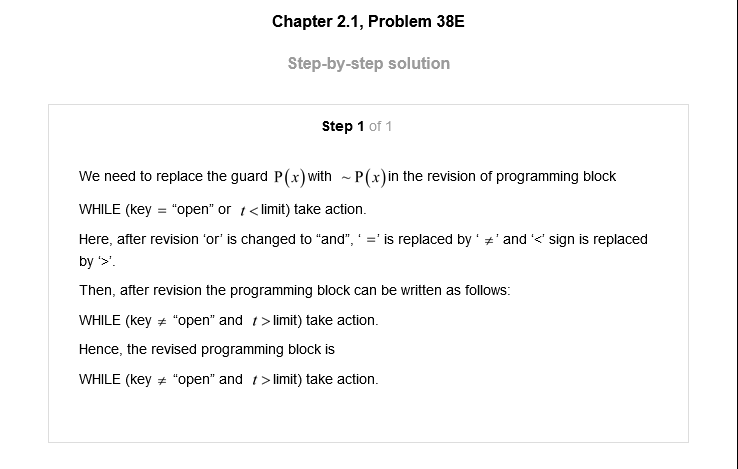 Chapter 2.1, Problem 38E
Step-by-step solution
Step 1 of 1
We need to replace the guard P(x) with ~ P(x) in the revision of programming block
WHILE (key = “open” or t < limit) take action.
Here, after revision ‘or’ is changed to “and”, ‘ =’ is replaced by ‘ ≠’ and ‘<’ sign is replaced
by ‘>’.
Then, after revision the programming block can be written as follows:
WHILE (key ≠ “open” and t > limit) take action.
Hence, the revised programming block is
WHILE (key ≠ “open” and t > limit) take action.